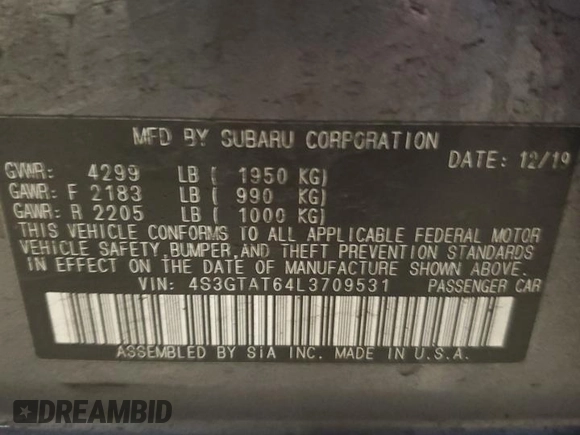 MFD BY SUBARU CORPORATION
DATE: 12/19
GVWR: 4299 LB ( 1950 KG)
GAWR: F 2183 LB ( 990 KG)
GAWR: R 2205 LB ( 1000 KG)
THIS VEHICLE CONFORMS TO ALL APPLICABLE FEDERAL MOTOR
VEHICLE SAFETY, BUMPER, AND THEFT PREVENTION STANDARDS
IN EFFECT ON THE DATE OF MANUFACTURE SHOWN ABOVE.
VIN: 4S3GTAT64L3709531 PASSENGER CAR
ASSEMBLED BY SIA INC. MADE IN U.S.A.
DREAMBID